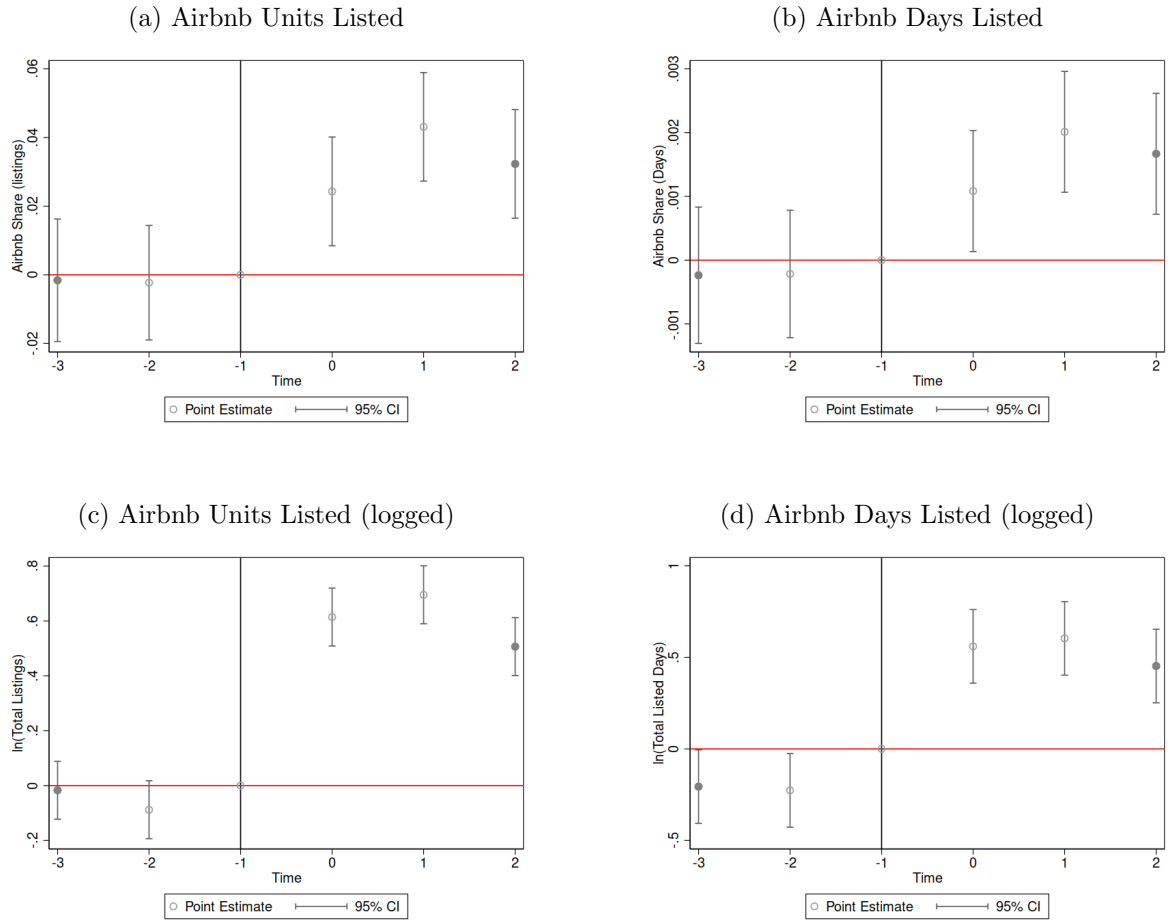 (a) Airbnb Units Listed
Airbnb Share (listings)
.06
.04
.02
0
-.02
-3 -2 -1 0 1 2
Time
Point Estimate 95% CI
(b) Airbnb Days Listed
Airbnb Share (Days)
.003
.002
.001
0
-.001
-3 -2 -1 0 1 2
Time
Point Estimate 95% CI
(c) Airbnb Units Listed (logged)
ln(Total Listings)
.8
.6
.4
.2
0
-.2
-3 -2 -1 0 1 2
Time
Point Estimate 95% CI
(d) Airbnb Days Listed (logged)
ln(Total Listed Days)
1
.5
0
-.5
-3 -2 -1 0 1 2
Time
Point Estimate 95% CI